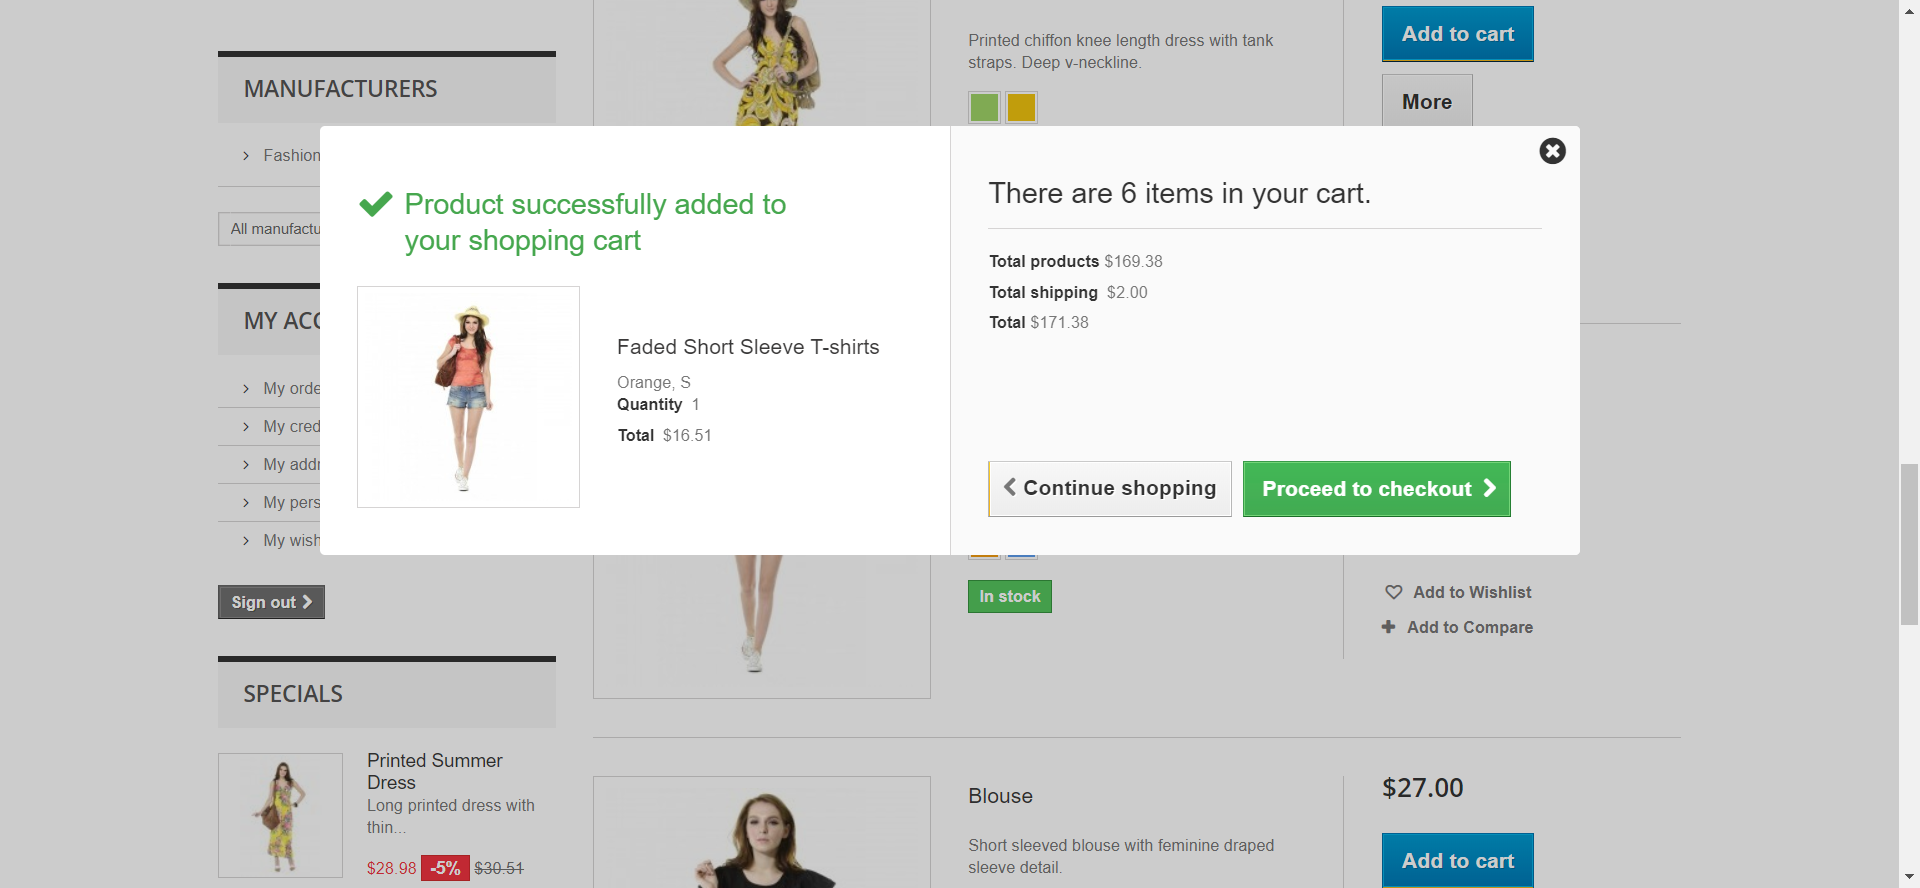 Printed chiffon knee length dress with tank
straps. Deep v-neckline.
Add to cart
More
MANUFACTURERS
Fashion
All manufactu
MY ACC
My orde
My cred
My addr
My pers
My wish
Sign out
SPECIALS
Printed Summer
Dress
Long printed dress with
thin...
$28.98 -5% $30.51
Product successfully added to
your shopping cart
Faded Short Sleeve T-shirts
Orange, S
Quantity 1
Total $16.51
There are 6 items in your cart.
Total products $169.38
Total shipping $2.00
Total $171.38
Continue shopping
Proceed to checkout
In stock
Add to Wishlist
Add to Compare
Blouse
Short sleeved blouse with feminine draped
sleeve detail.
$27.00
Add to cart